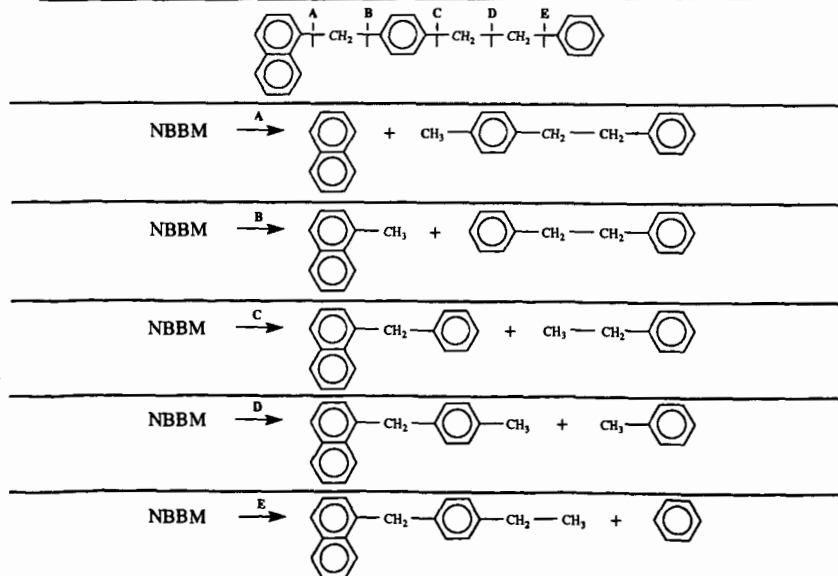 A B C D E
CH₂ CH₂ CH₂
NBBM A + CH₃ CH₂ CH₂
NBBM B CH₃ + CH₂ CH₂
NBBM C CH₂ + CH₃ CH₂
NBBM D CH₂ CH₃ + CH₃
NBBM E CH₂ CH₂ CH₃ +